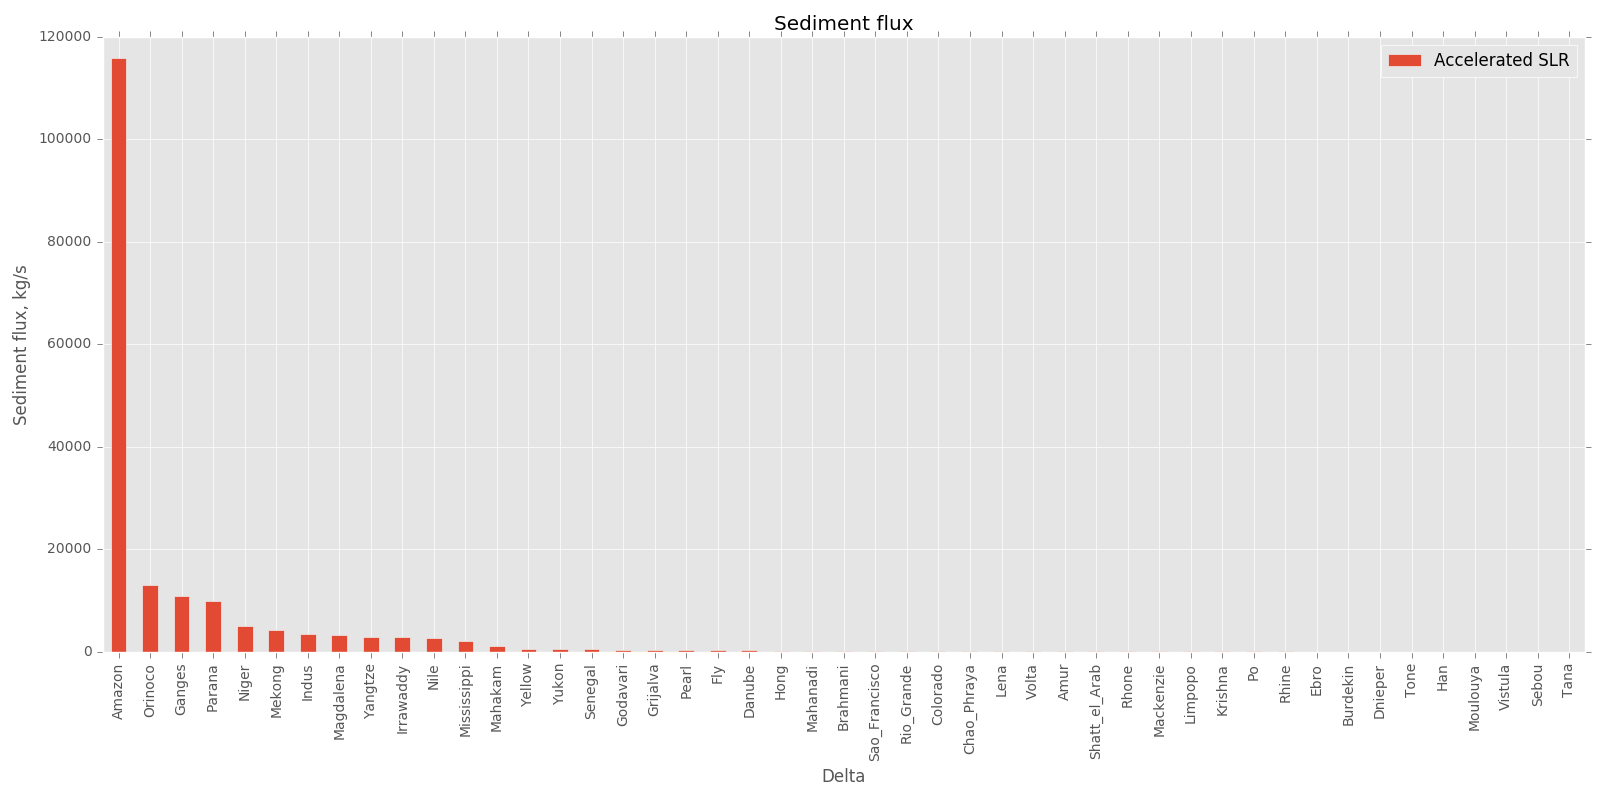 Sediment flux
Accelerated SLR
120000
100000
80000
60000
40000
20000
0
Sediment flux, kg/s
Amazon
Orinoco
Ganges
Parana
Niger
Mekong
Indus
Magdalena
Yangtze
Irrawaddy
Nile
Mississippi
Mahakam
Yellow
Yukon
Senegal
Godavari
Grijalva
Pearl
Fly
Danube
Hong
Mahanadi
Brahmani
Sao_Francisco
Rio_Grande
Colorado
Chao_Phraya
Lena
Volta
Amur
Shatt_el_Arab
Rhone
Mackenzie
Limpopo
Krishna
Po
Rhine
Ebro
Burdekin
Dnieper
Tone
Han
Moulouya
Vistula
Sebou
Tana
Delta